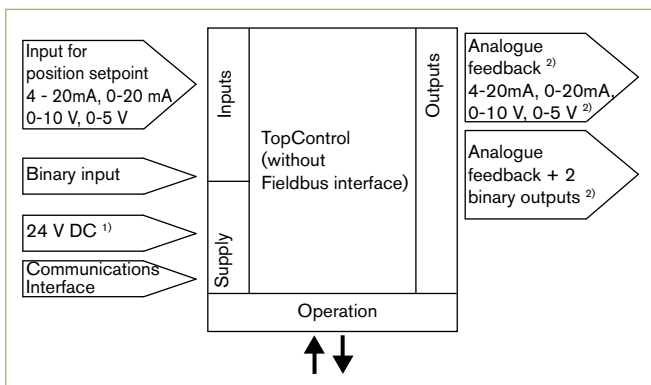 Input for
position setpoint
4 - 20mA, 0-20 mA
0-10 V, 0-5 V
Binary input
24 V DC 1)
Communications
Interface
Inputs
Supply
TopControl
(without
Fieldbus interface)
Outputs
Operation
Analogue
feedback 2)
4-20mA, 0-20mA,
0-10 V, 0-5 V 2)
Analogue
feedback + 2
binary outputs 2)